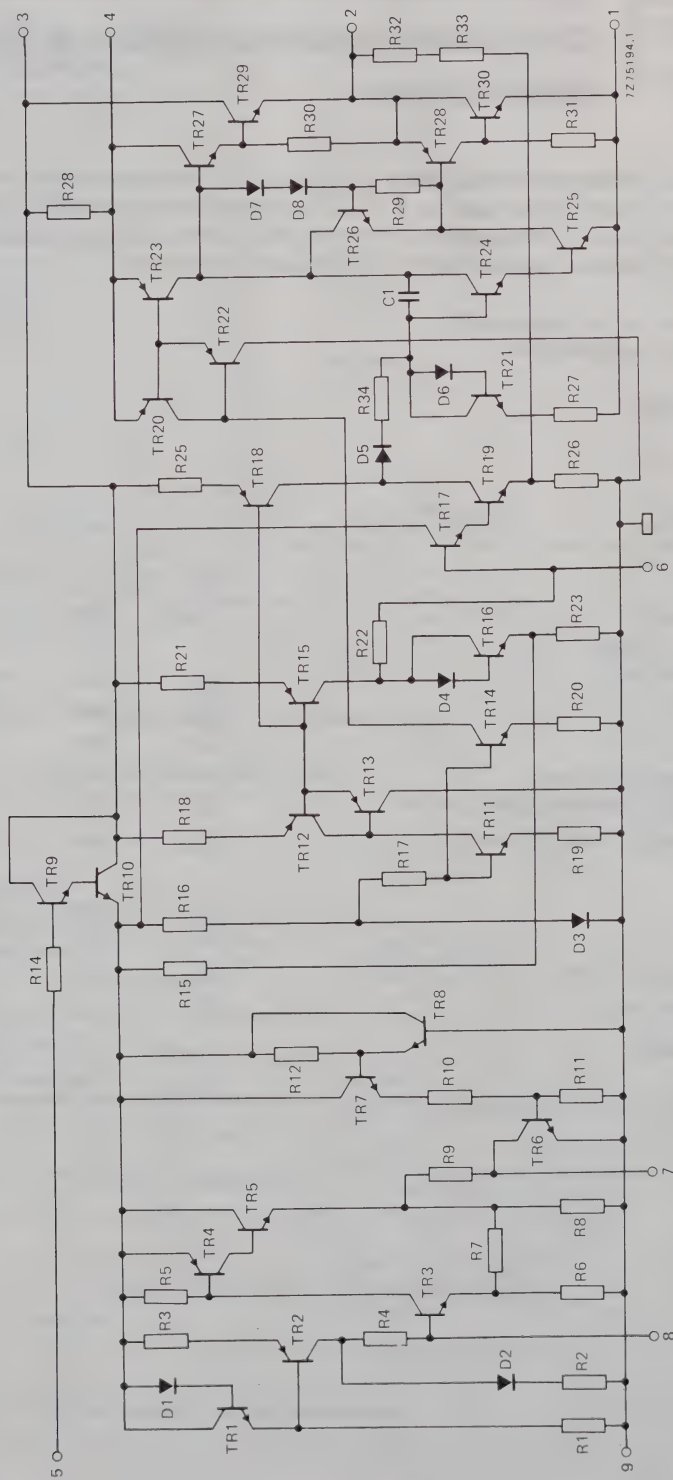 3
4
2
1
7Z75194.1
R32
R33
TR29
TR30
TR27
R30
TR28
R31
D7
D8
R29
TR26
R28
TR25
TR23
TR24
C1
TR22
D6
TR21
R27
TR20
R34
D5
R25
TR18
TR19
R26
TR17
6
R22
R21
TR15
D4
TR16
R23
TR14
R20
TR13
R18
TR12
TR11
R19
R17
TR9
TR10
R16
D3
R14
R15
TR8
R12
TR7
R10
R11
TR6
R9
7
TR5
TR4
R8
R7
R5
TR3
R6
R3
TR2
R4
8
D1
D2
R2
TR1
R1
5
9